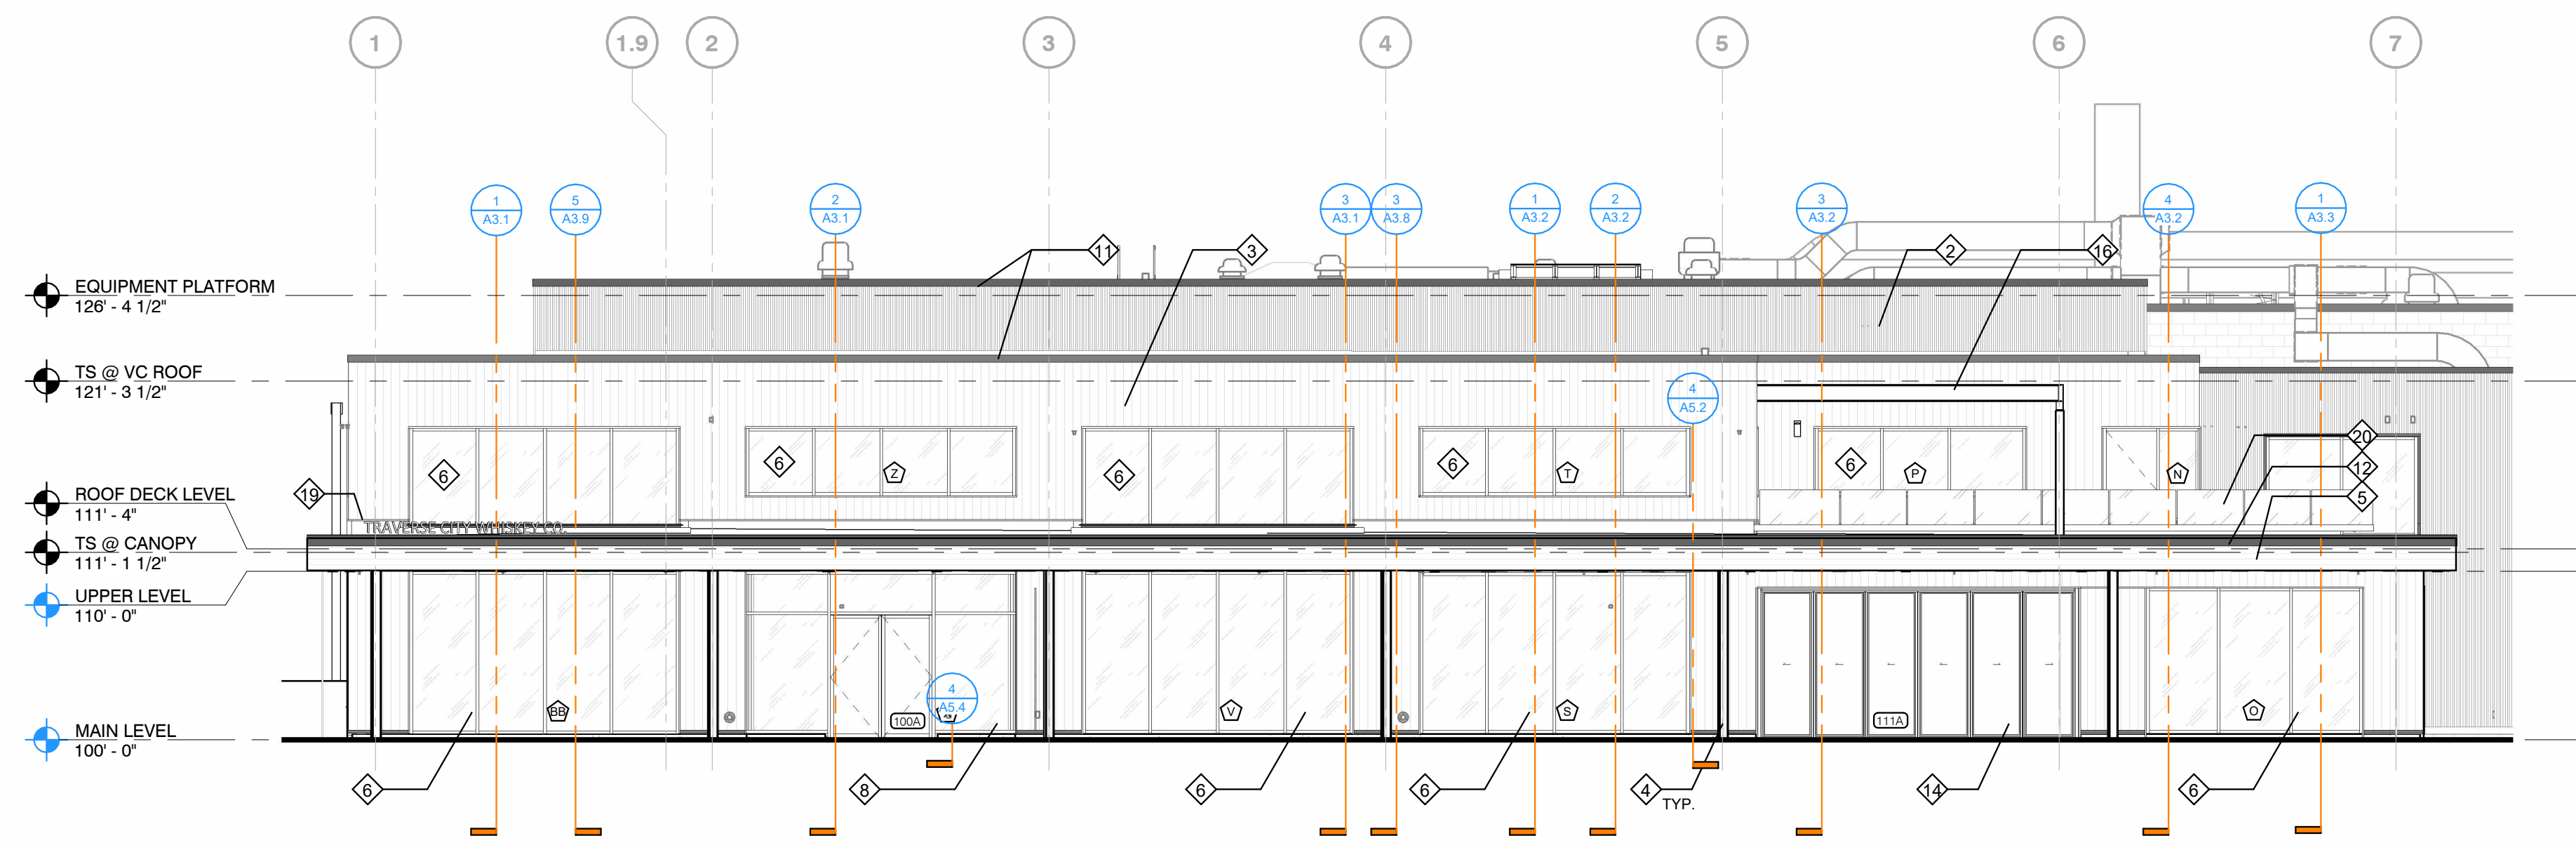 1
1.9
2
3
4
5
6
7
1
A3.1
5
A3.9
2
A3.1
3
A3.1
3
A3.8
1
A3.2
2
A3.2
3
A3.2
4
A3.2
1
A3.3
11
3
2
16
EQUIPMENT PLATFORM
126' - 4 1/2"
TS @ VC ROOF
121' - 3 1/2"
4
A5.2
20
12
5
6
6
Z
6
6
T
6
P
N
19
ROOF DECK LEVEL
111' - 4"
TRAVERSE CITY WHISKEY CO.
TS @ CANOPY
111' - 1 1/2"
UPPER LEVEL
110' - 0"
4
A5.4
BB
100A
V
S
111A
O
MAIN LEVEL
100' - 0"
6
8
6
6
4
TYP.
14
6